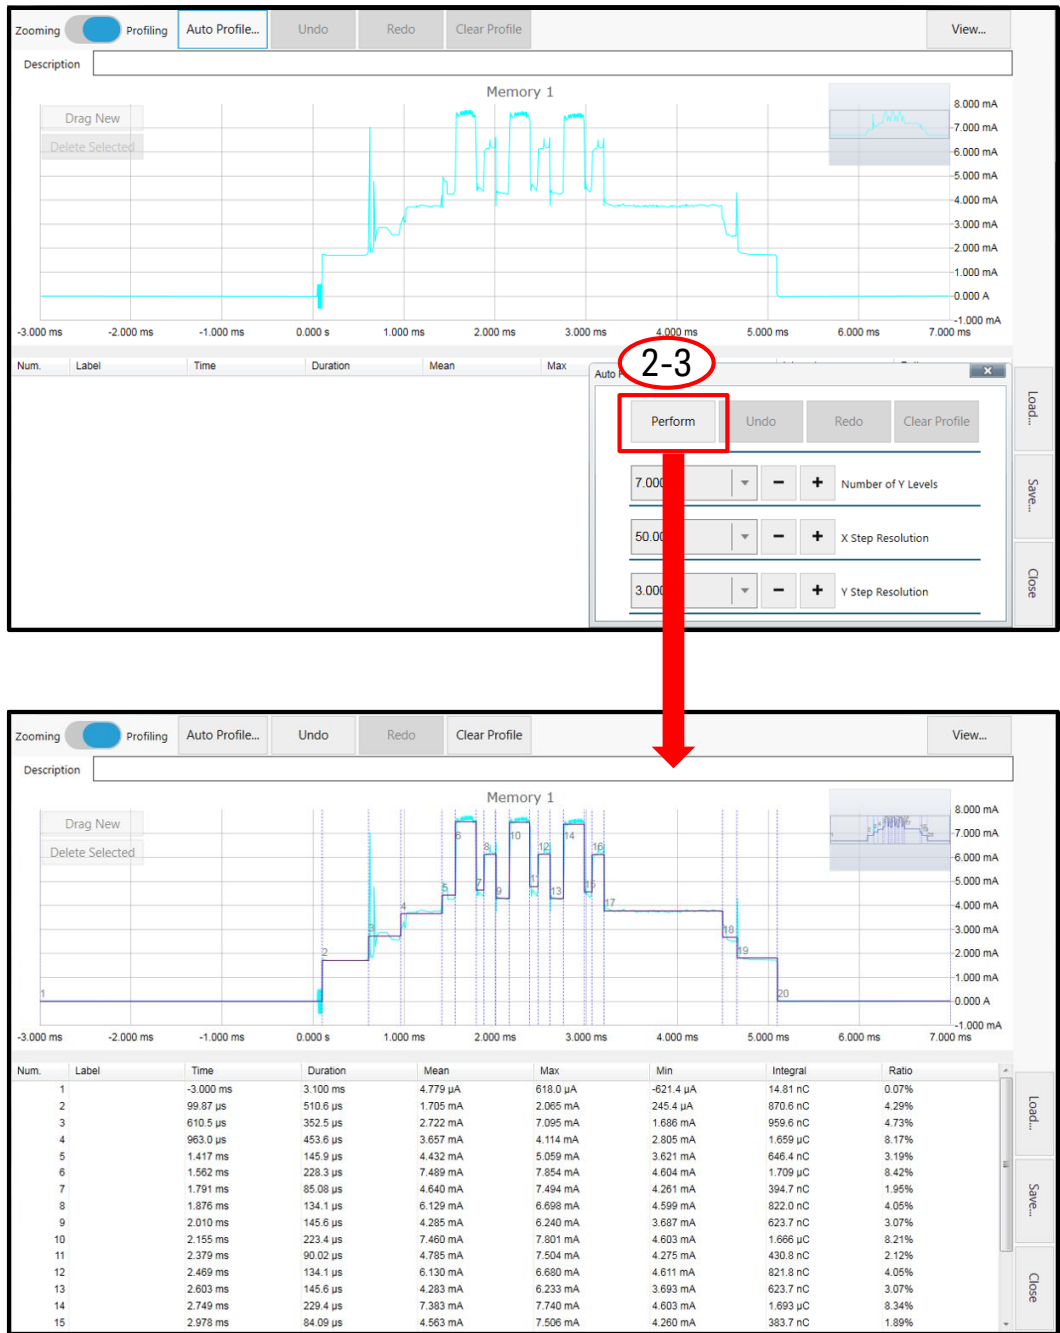 Zooming Profiling Auto Profile... Undo Redo Clear Profile View...
Description
Memory 1
Drag New
Delete Selected
8.000 mA
7.000 mA
6.000 mA
5.000 mA
4.000 mA
3.000 mA
2.000 mA
1.000 mA
0.000 A
-1.000 mA
-3.000 ms -2.000 ms -1.000 ms 0.000 s 1.000 ms 2.000 ms 3.000 ms 4.000 ms 5.000 ms 6.000 ms 7.000 ms
Num. Label Time Duration Mean Max
2-3
Perform Undo Redo Clear Profile
Number of Y Levels
X Step Resolution
Y Step Resolution
Load...
Save...
Close
Zooming Profiling Auto Profile... Undo Redo Clear Profile View...
Description
Memory 1
Drag New
Delete Selected
8.000 mA
7.000 mA
6.000 mA
5.000 mA
4.000 mA
3.000 mA
2.000 mA
1.000 mA
0.000 A
-1.000 mA
1 2 3 4 5 6 7 8 9 10 11 12 13 14 15 16 17 18 19 20
-3.000 ms -2.000 ms -1.000 ms 0.000 s 1.000 ms 2.000 ms 3.000 ms 4.000 ms 5.000 ms 6.000 ms 7.000 ms
Num. Label Time Duration Mean Max Min Integral Ratio
1 -3.000 ms 3.100 ms 4.779 µA 618.0 µA -621.4 µA 14.81 nC 0.07%
2 99.87 µs 510.6 µs 1.705 mA 2.065 mA 245.4 µA 870.6 nC 4.29%
3 610.5 µs 352.5 µs 2.722 mA 7.095 mA 1.686 mA 959.6 nC 4.73%
4 963.0 µs 453.6 µs 3.657 mA 4.114 mA 2.805 mA 1.659 µC 8.17%
5 1.417 ms 145.9 µs 4.432 mA 5.059 mA 3.621 mA 646.4 nC 3.19%
6 1.562 ms 228.3 µs 7.489 mA 7.854 mA 4.604 mA 1.709 µC 8.42%
7 1.791 ms 85.08 µs 4.640 mA 7.494 mA 4.261 mA 394.7 nC 1.95%
8 1.876 ms 134.1 µs 6.129 mA 6.698 mA 4.599 mA 822.0 nC 4.05%
9 2.010 ms 145.6 µs 4.285 mA 6.240 mA 3.687 mA 623.7 nC 3.07%
10 2.155 ms 223.4 µs 7.460 mA 7.801 mA 4.603 mA 1.666 µC 8.21%
11 2.379 ms 90.02 µs 4.785 mA 7.504 mA 4.275 mA 430.8 nC 2.12%
12 2.469 ms 134.1 µs 6.130 mA 6.680 mA 4.611 mA 821.8 nC 4.05%
13 2.603 ms 145.6 µs 4.283 mA 6.233 mA 3.693 mA 623.7 nC 3.07%
14 2.749 ms 229.4 µs 7.383 mA 7.740 mA 4.603 mA 1.693 µC 8.34%
15 2.978 ms 84.09 µs 4.563 mA 7.506 mA 4.260 mA 383.7 nC 1.89%
Load...
Save...
Close